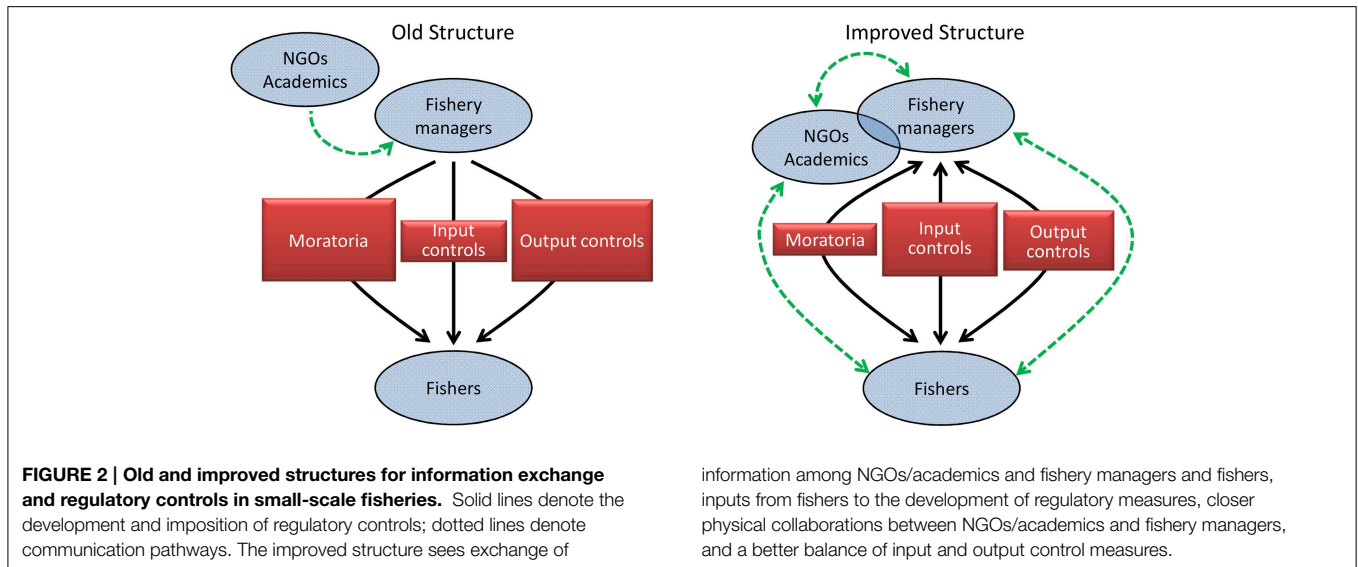 Old Structure
NGOs
Academics
Fishery
managers
Moratoria
Input
controls
Output controls
Fishers
Improved Structure
Fishery
managers
NGOs
Academics
Moratoria
Input
controls
Output
controls
Fishers
FIGURE 2 | Old and improved structures for information exchange
and regulatory controls in small-scale fisheries. Solid lines denote the
development and imposition of regulatory controls; dotted lines denote
communication pathways. The improved structure sees exchange of
information among NGOs/academics and fishery managers and fishers,
inputs from fishers to the development of regulatory measures, closer
physical collaborations between NGOs/academics and fishery managers,
and a better balance of input and output control measures.